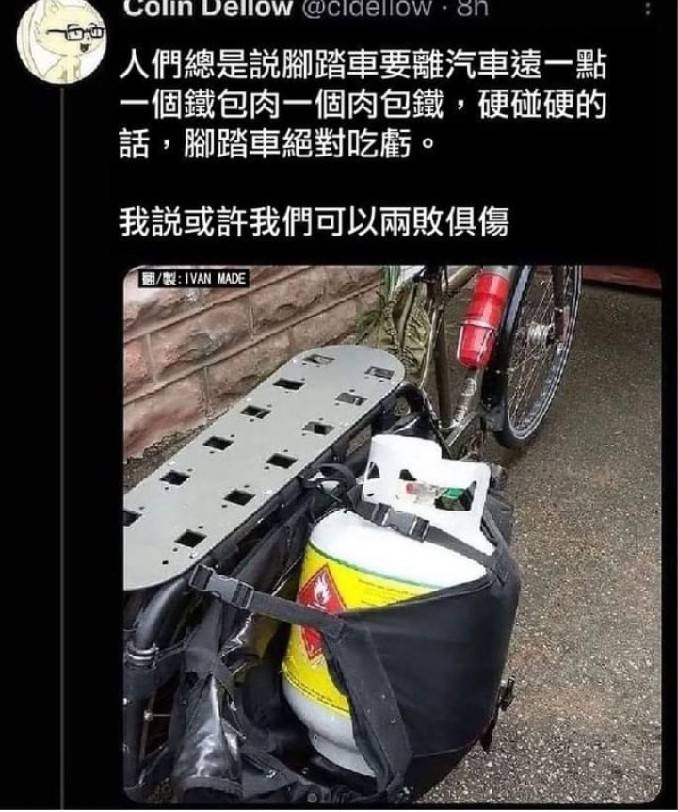 Colin Dellow @cldellow · 8h
人們總是說腳踏車要離汽車遠一點
一個鐵包肉一個肉包鐵，硬碰硬的
話，腳踏車絕對吃虧。
我說或許我們可以兩敗俱傷
圖/製:IVAN MADE